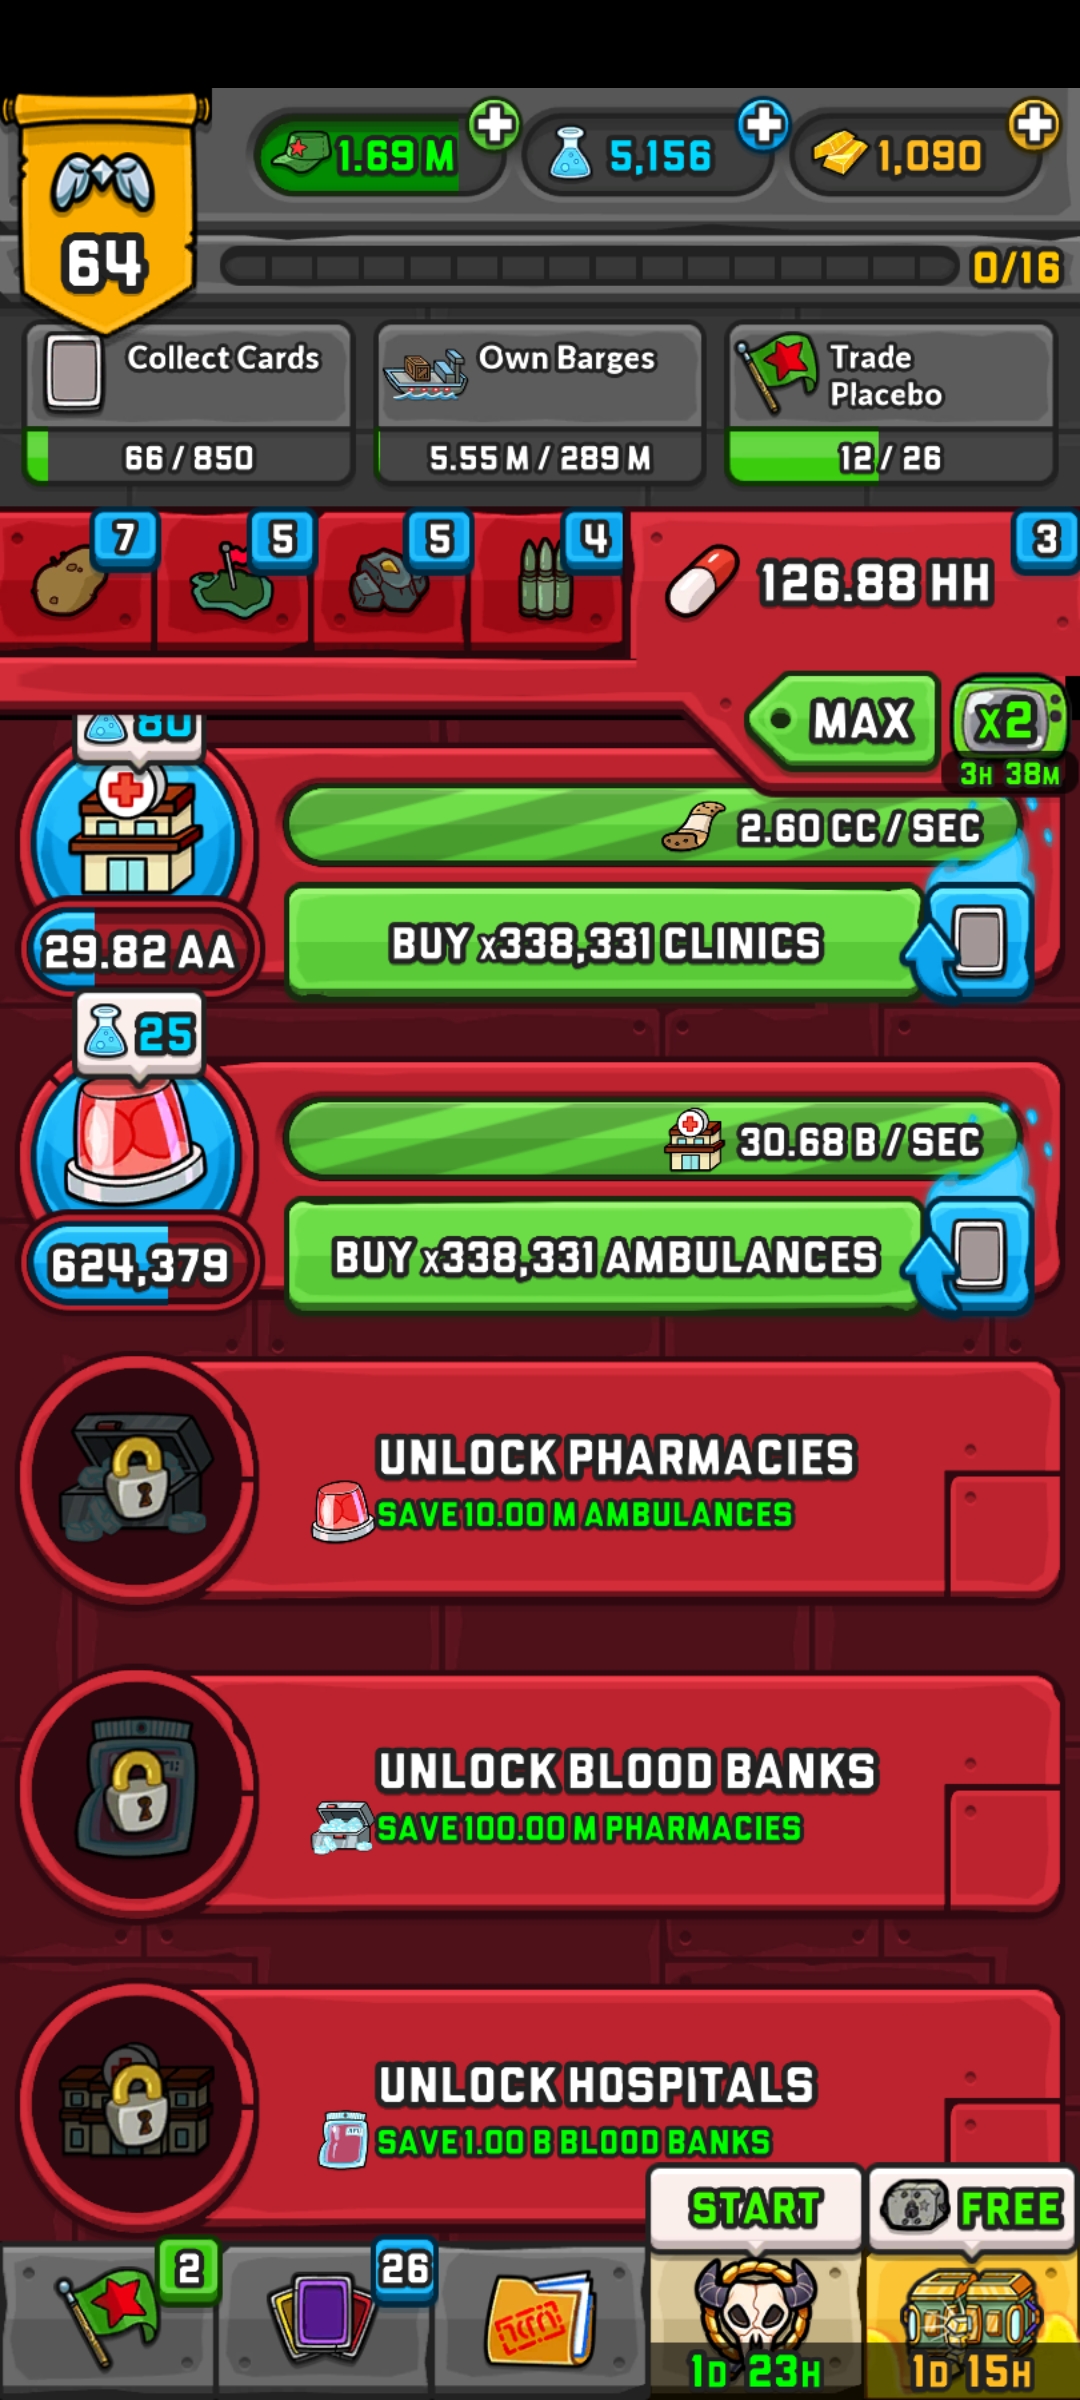 64
1.69 M
5,156
1,090
0/16
Collect Cards
66 / 850
Own Barges
5.55 M / 289 M
Trade
Placebo
12 / 26
7
5
5
4
126.88 HH
3
MAX
x2
3H 38M
80
2.60 CC / SEC
BUY x338,331 CLINICS
29.82 AA
25
30.68 B / SEC
BUY x338,331 AMBULANCES
624,379
UNLOCK PHARMACIES
SAVE 10.00 M AMBULANCES
UNLOCK BLOOD BANKS
SAVE 100.00 M PHARMACIES
UNLOCK HOSPITALS
SAVE 1.00 B BLOOD BANKS
START
FREE
2
26
1D 23H
1D 15H